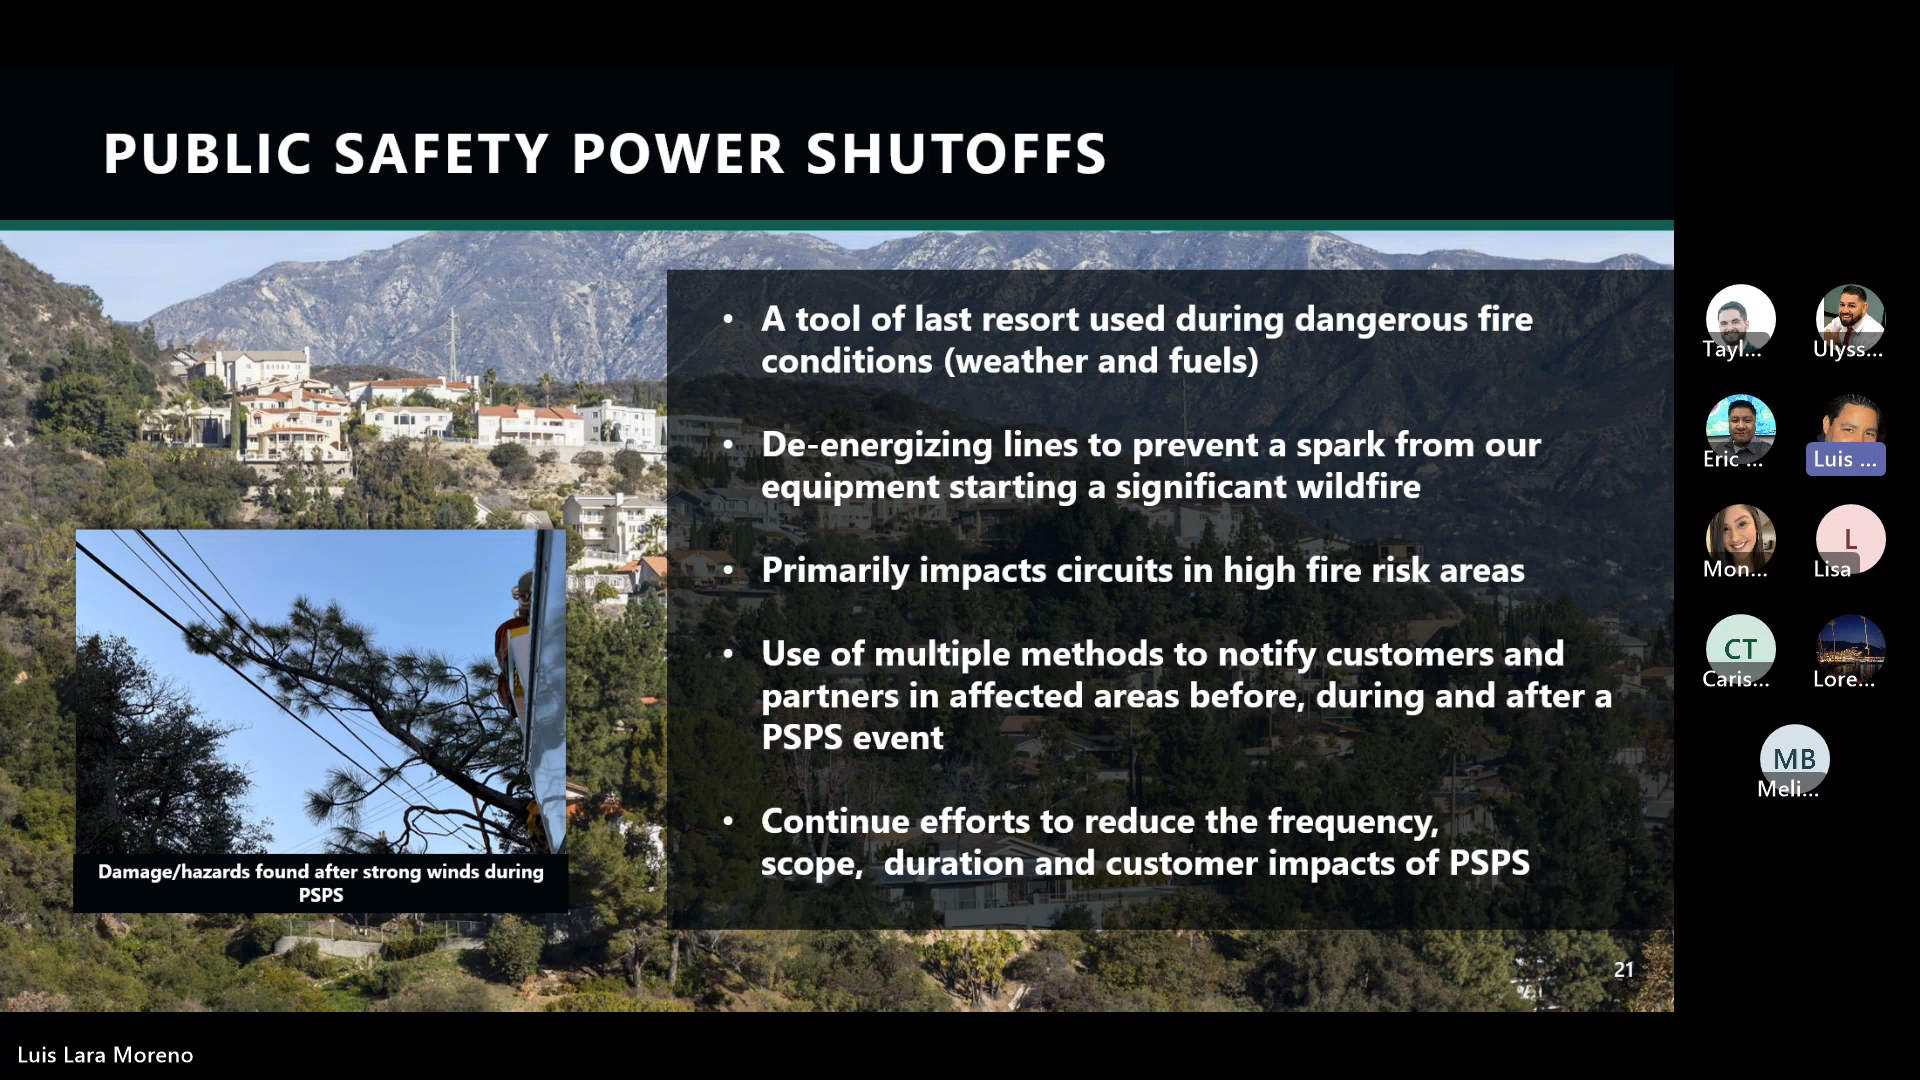 PUBLIC SAFETY POWER SHUTOFFS
• A tool of last resort used during dangerous fire
conditions (weather and fuels)
• De-energizing lines to prevent a spark from our
equipment starting a significant wildfire
• Primarily impacts circuits in high fire risk areas
• Use of multiple methods to notify customers and
partners in affected areas before, during and after a
PSPS event
• Continue efforts to reduce the frequency,
scope,  duration and customer impacts of PSPS
Damage/hazards found after strong winds during
PSPS
21
Tayl...
Ulyss...
Eric ...
Luis ...
Mon...
L
Lisa
CT
Caris...
Lore...
MB
Meli...
Luis Lara Moreno